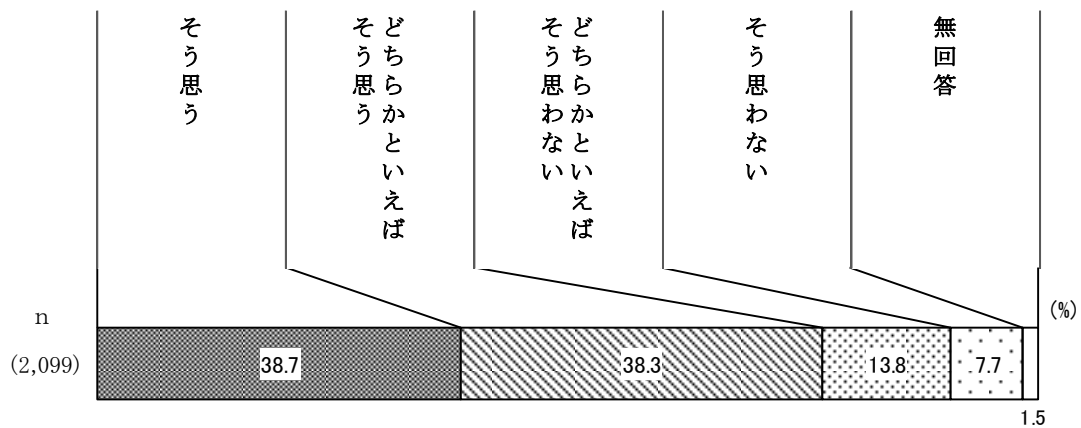 そう思う
どちらかといえば
そう思う
どちらかといえば
そう思わない
そう思わない
無回答
(%)
n
(2,099)
38.7
38.3
13.8
7.7
1.5